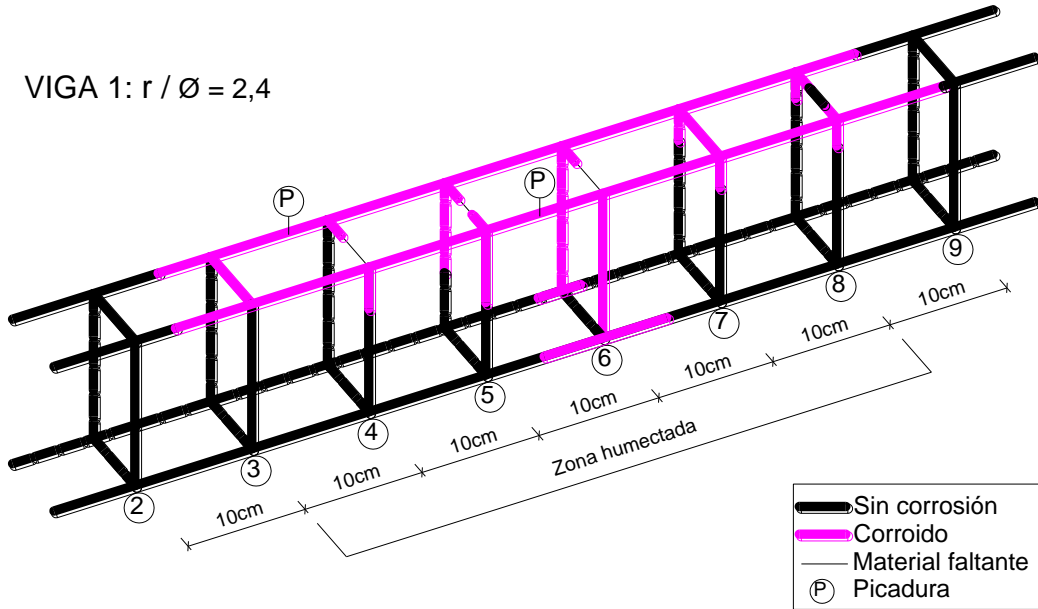 VIGA 1: r / Ø = 2,4
P
P
2
3
4
5
6
7
8
9
10cm
10cm
10cm
10cm
10cm
10cm
10cm
Zona humectada
Sin corrosión
Corroido
Material faltante
P Picadura